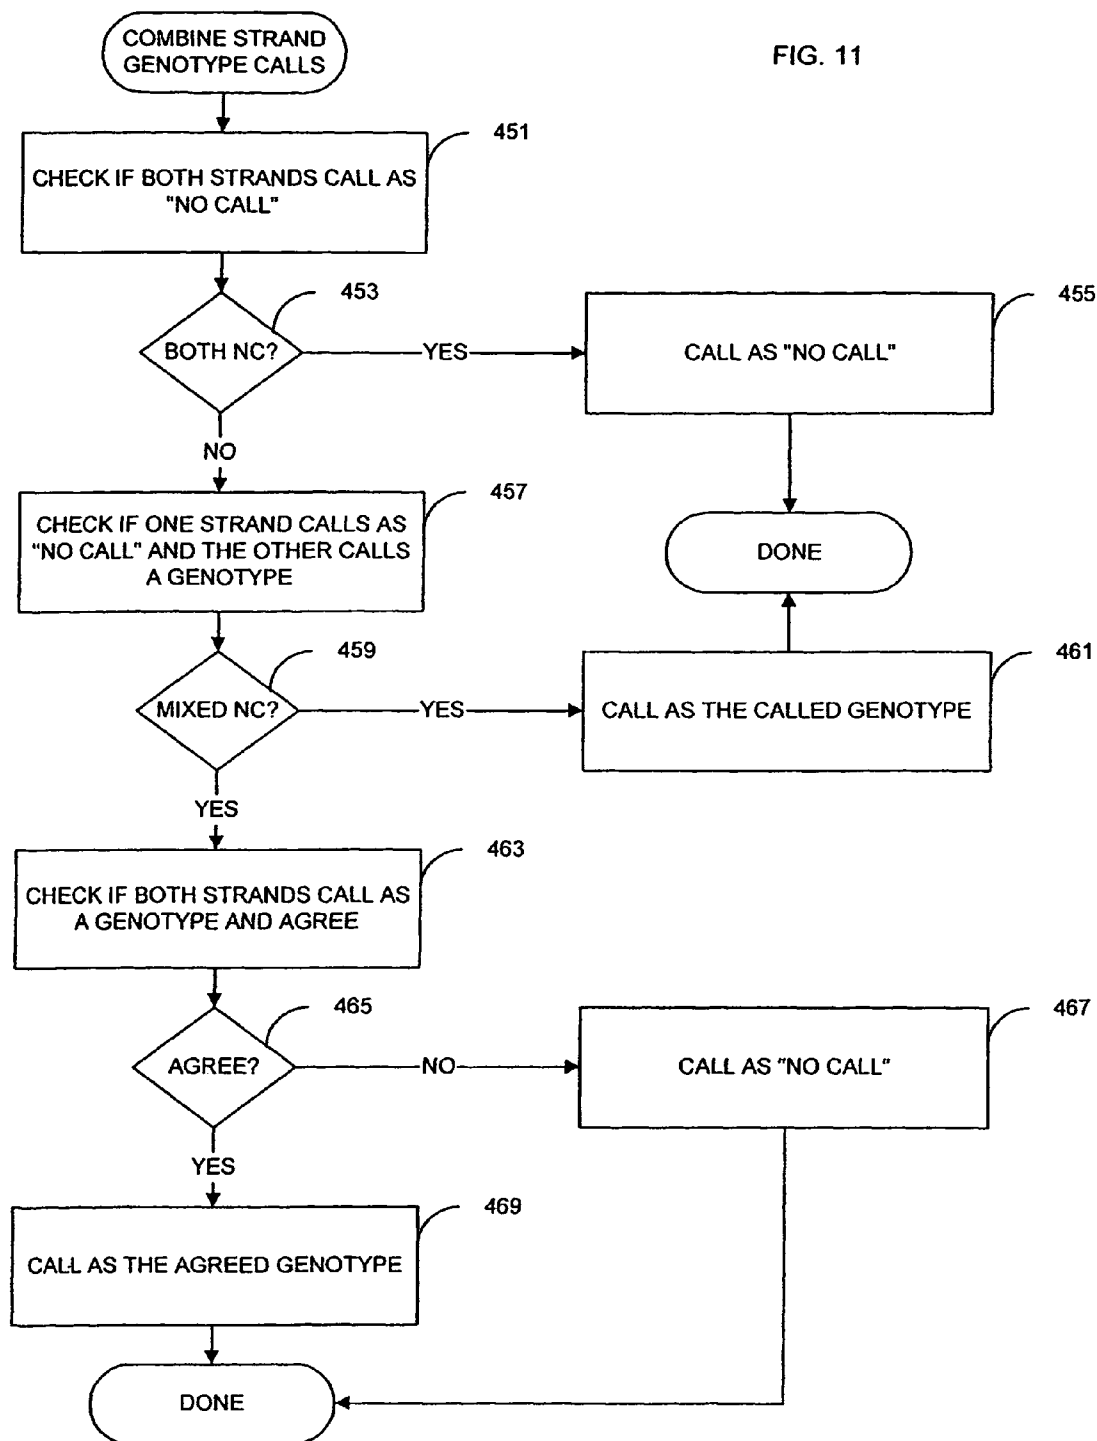 COMBINE STRAND
GENOTYPE CALLS
FIG. 11
451
CHECK IF BOTH STRANDS CALL AS
"NO CALL"
453
BOTH NC?
YES
455
CALL AS "NO CALL"
NO
457
CHECK IF ONE STRAND CALLS AS
"NO CALL" AND THE OTHER CALLS
A GENOTYPE
DONE
459
MIXED NC?
YES
461
CALL AS THE CALLED GENOTYPE
YES
463
CHECK IF BOTH STRANDS CALL AS
A GENOTYPE AND AGREE
465
AGREE?
NO
467
CALL AS "NO CALL"
YES
469
CALL AS THE AGREED GENOTYPE
DONE